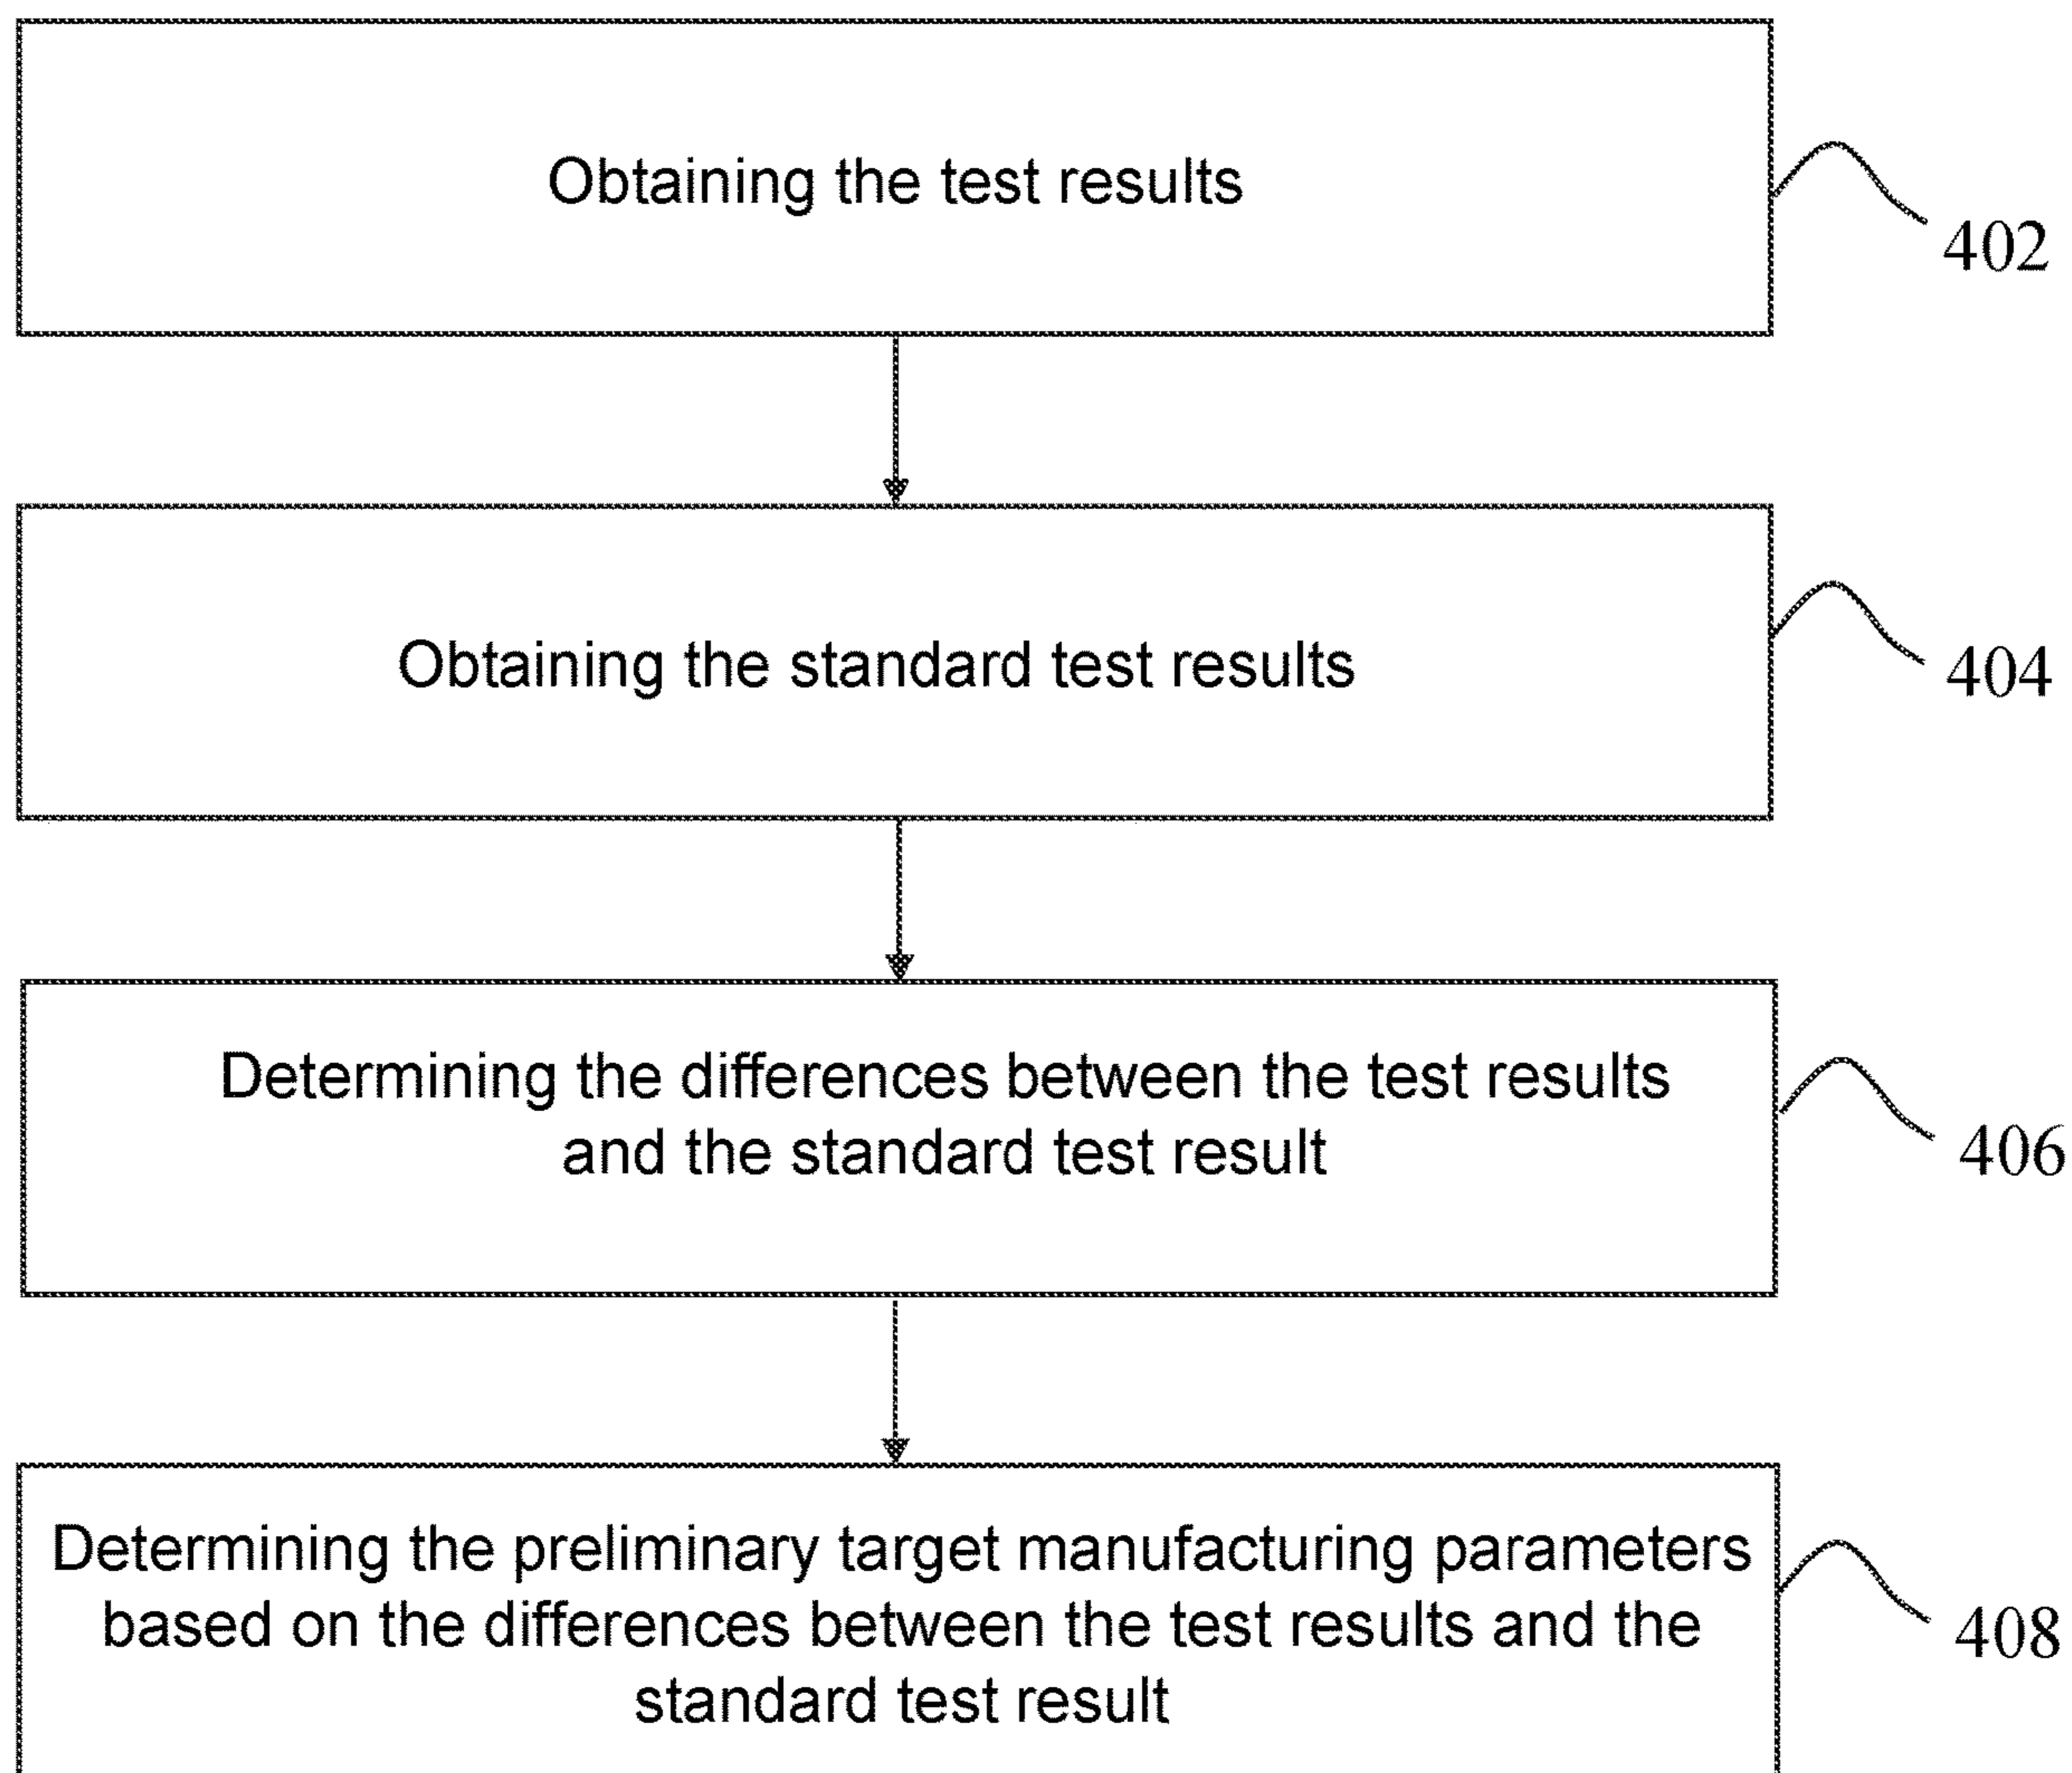 Obtaining the test results
402
Obtaining the standard test results
404
Determining the differences between the test results
and the standard test result
406
Determining the preliminary target manufacturing parameters
based on the differences between the test results and the
standard test result
408